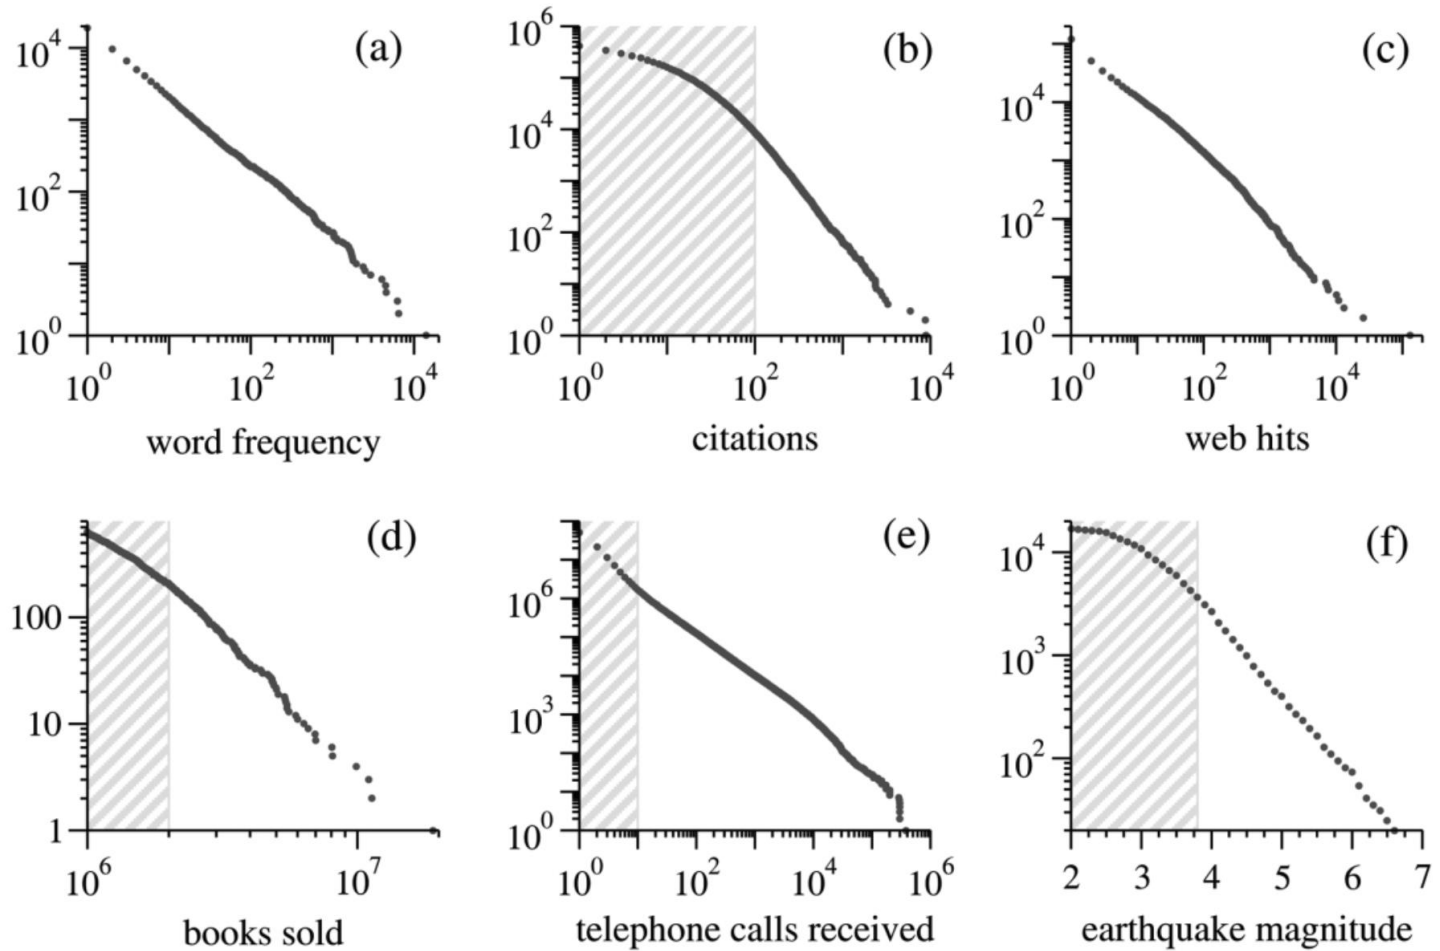 (a)
10^4
10^2
10^0
10^0 10^2 10^4
word frequency
(b)
10^6
10^4
10^2
10^0
10^0 10^2 10^4
citations
(c)
10^4
10^2
10^0
10^0 10^2 10^4
web hits
(d)
100
10
1
10^6 10^7
books sold
(e)
10^6
10^3
10^0
10^0 10^2 10^4 10^6
telephone calls received
(f)
10^4
10^3
10^2
2 3 4 5 6 7
earthquake magnitude